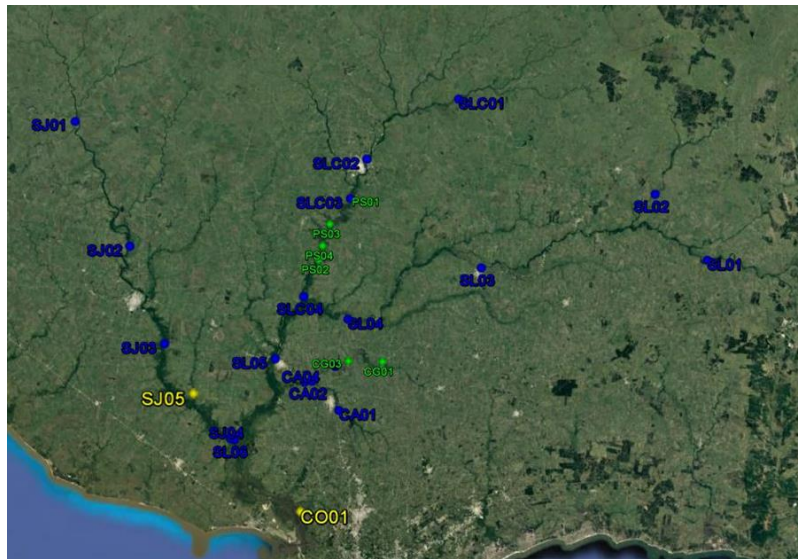 SLC01
SJ01
SLC02
SLC03 PS01
SL02
PS03
SJ02
PS04
PS02
SL01
SL03
SLC04
SL04
SJ03
SL05
CG03
CG01
CA04
CA02
SJ05
CA01
SJ04
SL06
CO01